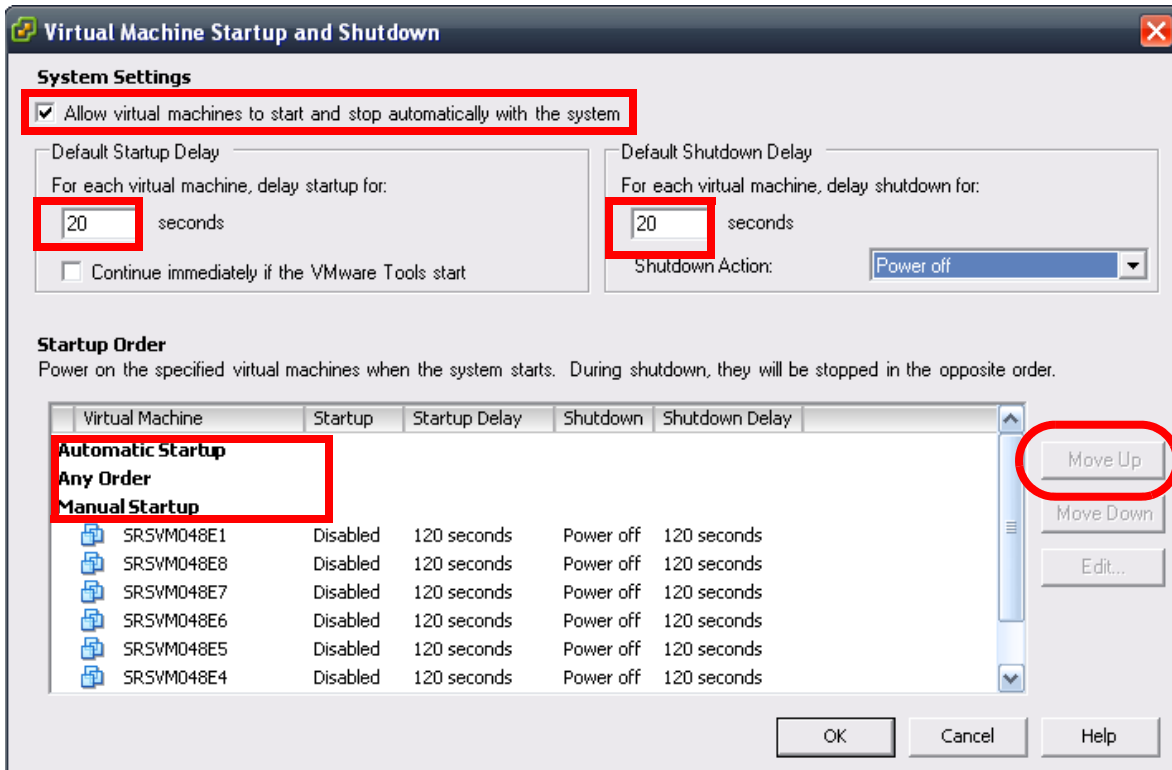 Virtual Machine Startup and Shutdown
System Settings
Allow virtual machines to start and stop automatically with the system
Default Startup Delay
For each virtual machine, delay startup for:
20 seconds
Continue immediately if the VMware Tools start
Default Shutdown Delay
For each virtual machine, delay shutdown for:
20 seconds
Shutdown Action: Power off
Startup Order
Power on the specified virtual machines when the system starts. During shutdown, they will be stopped in the opposite order.
Virtual Machine Startup Startup Delay Shutdown Shutdown Delay
Automatic Startup
Any Order
Manual Startup
SRSVM048E1 Disabled 120 seconds Power off 120 seconds
SRSVM048E8 Disabled 120 seconds Power off 120 seconds
SRSVM048E7 Disabled 120 seconds Power off 120 seconds
SRSVM048E6 Disabled 120 seconds Power off 120 seconds
SRSVM048E5 Disabled 120 seconds Power off 120 seconds
SRSVM048E4 Disabled 120 seconds Power off 120 seconds
Move Up
Move Down
Edit...
OK Cancel Help